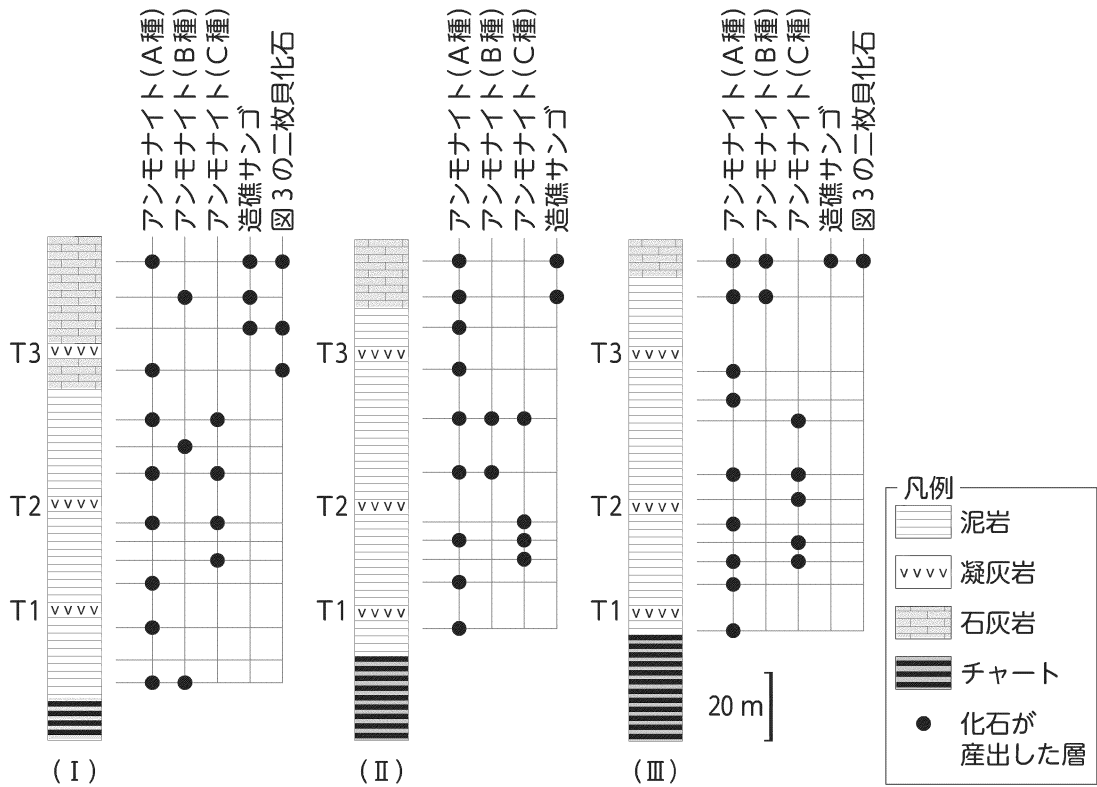 アンモナイト(A種)
アンモナイト(B種)
アンモナイト(C種)
造礁サンゴ
図3の二枚貝化石
アンモナイト(A種)
アンモナイト(B種)
アンモナイト(C種)
造礁サンゴ
アンモナイト(A種)
アンモナイト(B種)
アンモナイト(C種)
造礁サンゴ
図3の二枚貝化石
T3
T2
T1
T3
T2
T1
T3
T2
T1
20 m
(Ⅰ)
(Ⅱ)
(Ⅲ)
凡例
泥岩
凝灰岩
石灰岩
チャート
化石が
産出した層